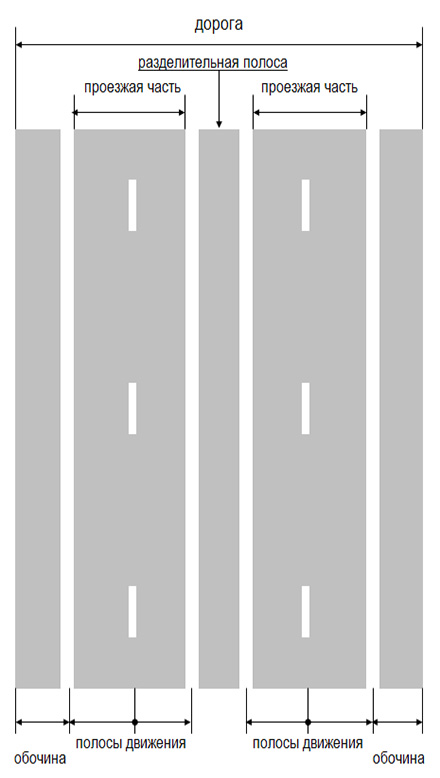 дорога
разделительная полоса
проезжая часть проезжая часть
полосы движения полосы движения
обочина обочина